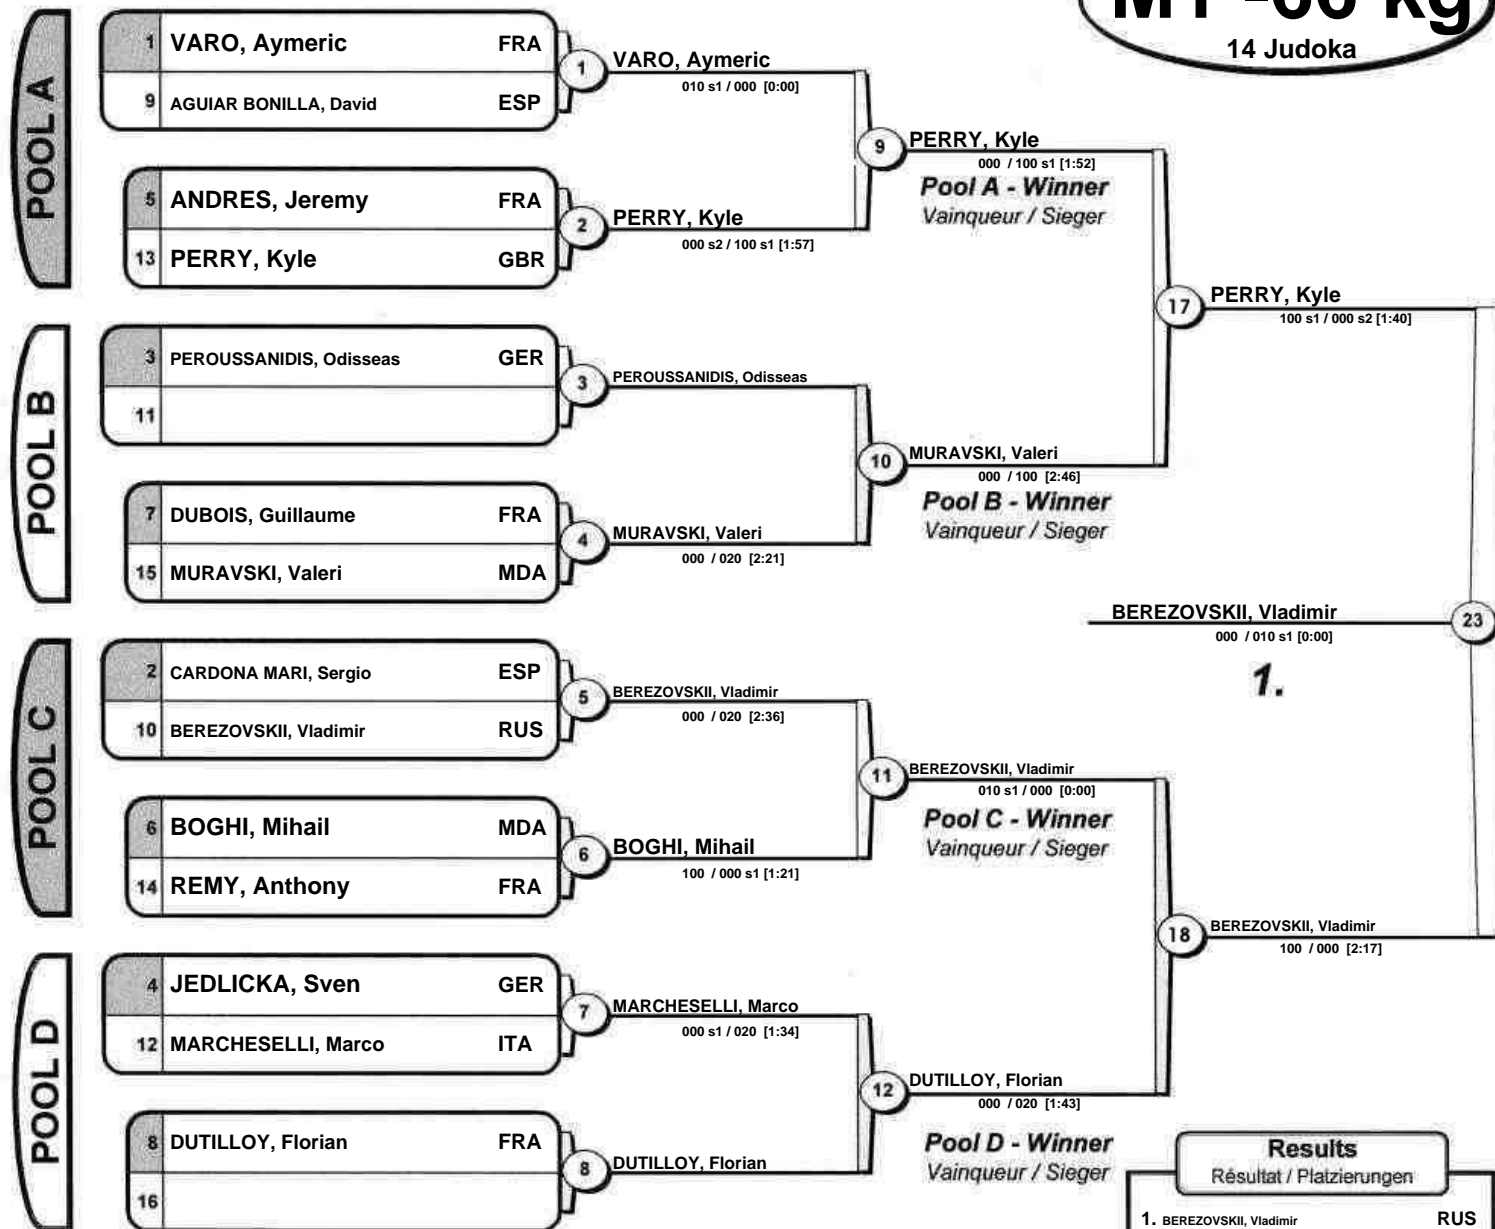 M1 -66 kg
14 Judoka
POOL A
1 VARO, Aymeric FRA
9 AGUIAR BONILLA, David ESP
5 ANDRES, Jeremy FRA
13 PERRY, Kyle GBR
1 VARO, Aymeric
010 s1 / 000 [0:00]
2 PERRY, Kyle
000 s2 / 100 s1 [1:57]
9 PERRY, Kyle
000 / 100 s1 [1:52]
Pool A - Winner
Vainqueur / Sieger
POOL B
3 PEROUSSANIDIS, Odisseas GER
11
7 DUBOIS, Guillaume FRA
15 MURAVSKI, Valeri MDA
3 PEROUSSANIDIS, Odisseas
4 MURAVSKI, Valeri
000 / 020 [2:21]
10 MURAVSKI, Valeri
000 / 100 [2:46]
Pool B - Winner
Vainqueur / Sieger
17 PERRY, Kyle
100 s1 / 000 s2 [1:40]
BEREZOVSKII, Vladimir 23
000 / 010 s1 [0:00]
1.
POOL C
2 CARDONA MARI, Sergio ESP
10 BEREZOVSKII, Vladimir RUS
6 BOGHI, Mihail MDA
14 REMY, Anthony FRA
5 BEREZOVSKII, Vladimir
000 / 020 [2:36]
6 BOGHI, Mihail
100 / 000 s1 [1:21]
11 BEREZOVSKII, Vladimir
010 s1 / 000 [0:00]
Pool C - Winner
Vainqueur / Sieger
18 BEREZOVSKII, Vladimir
100 / 000 [2:17]
POOL D
4 JEDLICKA, Sven GER
12 MARCHESELLI, Marco ITA
8 DUTILLOY, Florian FRA
16
7 MARCHESELLI, Marco
000 s1 / 020 [1:34]
8 DUTILLOY, Florian
12 DUTILLOY, Florian
000 / 020 [1:43]
Pool D - Winner
Vainqueur / Sieger
Results
Résultat / Platzierungen
1. BEREZOVSKII, Vladimir RUS